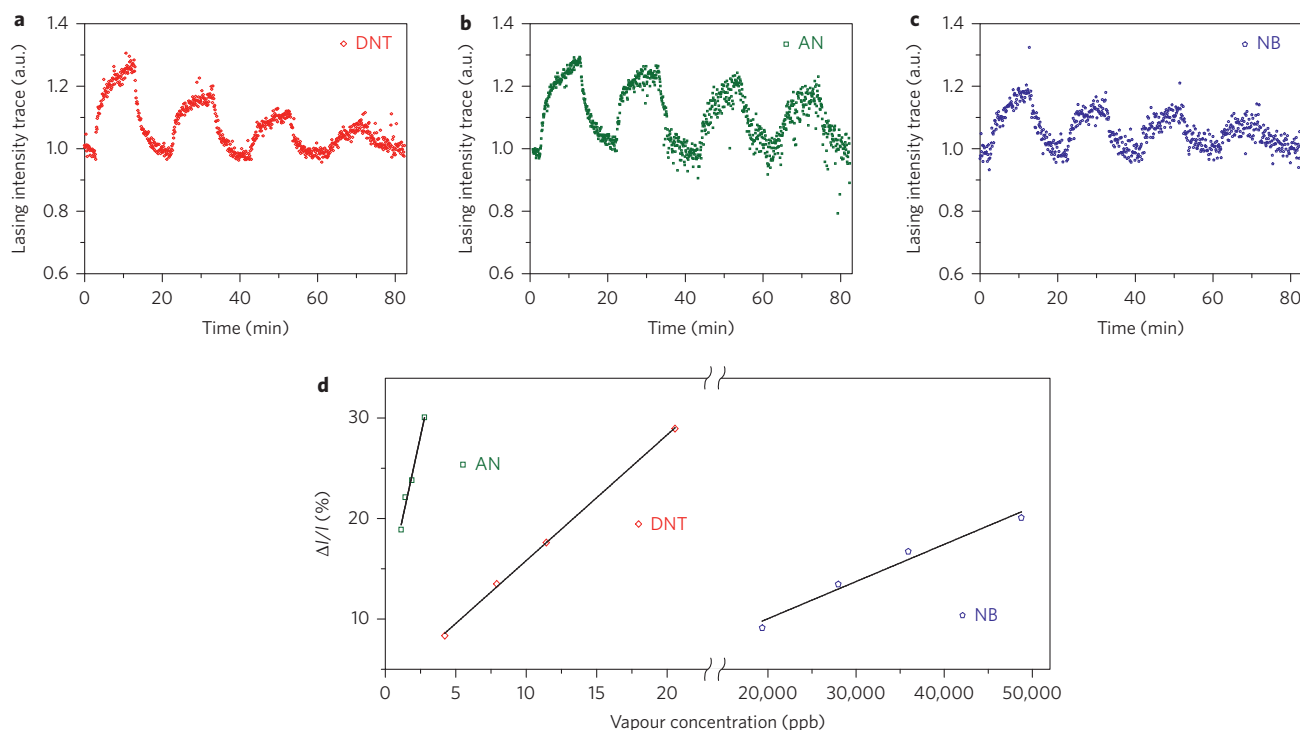 a
Lasing intensity trace (a.u.)
1.4
1.2
1.0
0.8
0.6
DNT
0 20 40 60 80
Time (min)
b
Lasing intensity trace (a.u.)
1.4
1.2
1.0
0.8
0.6
AN
0 20 40 60 80
Time (min)
c
Lasing intensity trace (a.u.)
1.4
1.2
1.0
0.8
0.6
NB
0 20 40 60 80
Time (min)
d
ΔI/I (%)
30
20
10
AN
DNT
NB
0 5 10 15 20 20,000 30,000 40,000 50,000
Vapour concentration (ppb)